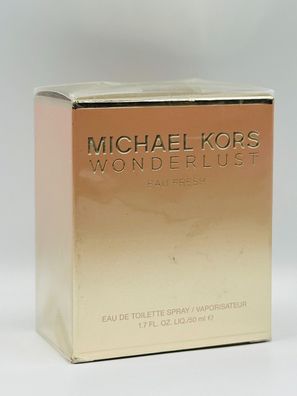 MICHAEL KORS
WONDERLUST
EAU FRESH
EAU DE TOILETTE SPRAY / VAPORISATEUR
1.7 FL. OZ. LIQ./50 ml ℮